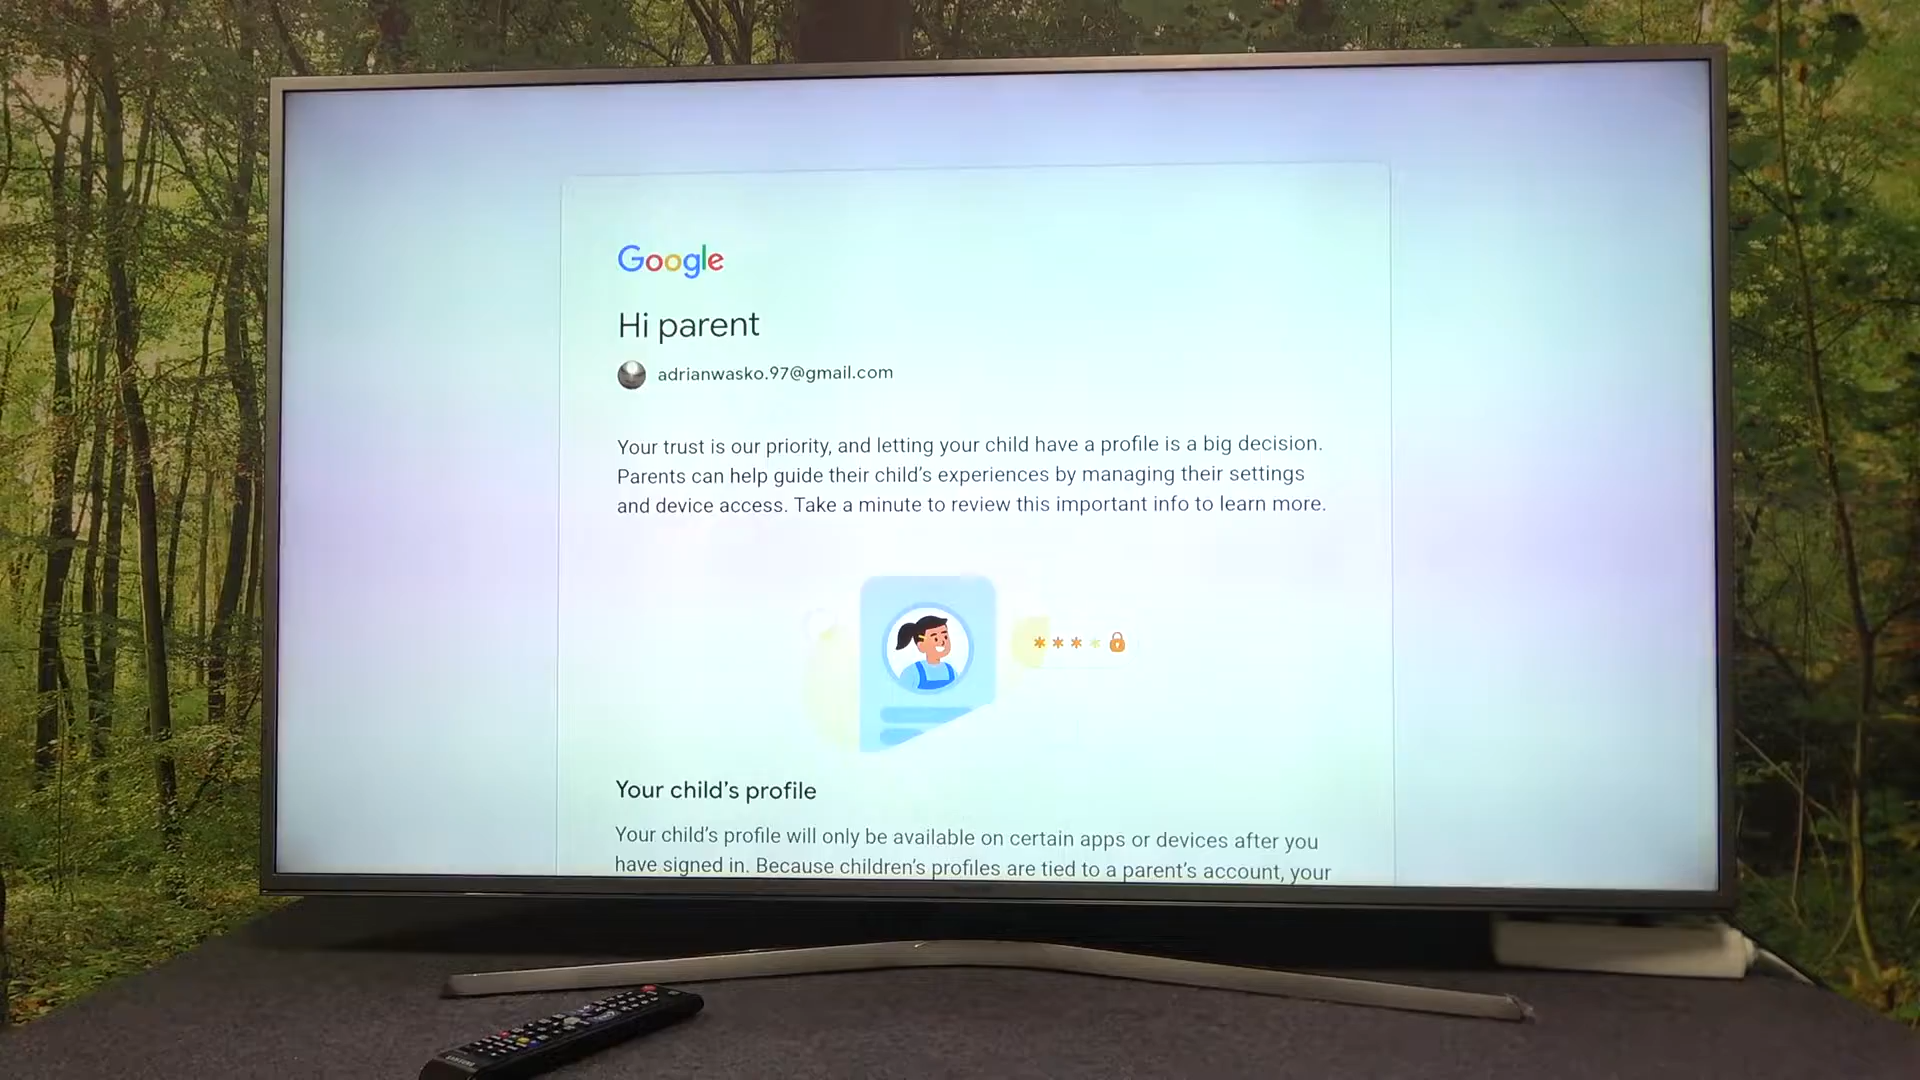 Google
Hi parent
adrianwasko.97@gmail.com
Your trust is our priority, and letting your child have a profile is a big decision.
Parents can help guide their child's experiences by managing their settings
and device access. Take a minute to review this important info to learn more.
****
Your child's profile
Your child's profile will only be available on certain apps or devices after you
have signed in. Because children's profiles are tied to a parent's account, your
SAMSUNG